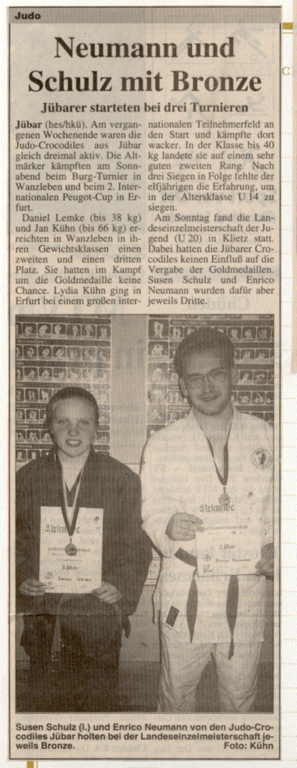 Judo
Neumann und
Schulz mit Bronze
Jübarer starteten bei drei Turnieren
Jübar (hes/hkü). Am vergan-
genen Wochenende waren die
Judo-Crocodiles aus Jübar
gleich dreimal aktiv. Die Alt-
märker kämpften am Sonn-
abend beim Burg-Turnier in
Wanzleben und beim 2. Inter-
nationalen Peugot-Cup in Er-
furt.
Daniel Lemke (bis 38 kg)
und Jan Kühn (bis 66 kg) er-
reichten in Wanzleben in ih-
ren Gewichtsklassen einen
zweiten und einen dritten
Platz. Sie hatten im Kampf
um die Goldmedaille keine
Chance. Lydia Kühn ging in
Erfurt bei einem großen inter-
nationalen Teilnehmerfeld an
den Start und kämpfte dort
wacker. In der Klasse bis 40
kg landete sie auf einem sehr
guten zweiten Rang. Nach
drei Siegen in Folge fehlte der
elfjährigen die Erfahrung, um
in der Altersklasse U 14 zu
siegen.
Am Sonntag fand die Lan-
deseinzelmeisterschaft der Ju-
gend (U 20) in Klietz statt.
Dabei hatten die Jübarer Cro-
codiles keinen Einfluß auf die
Vergabe der Goldmedaillen.
Susen Schulz und Enrico
Neumann wurden dafür aber
jeweils Dritte.
Urkunde
Urkunde
Susen Schulz (l.) und Enrico Neumann von den Judo-Cro-
codiles Jübar holten bei der Landeseinzelmeisterschaft je-
weils Bronze. Foto: Kühn